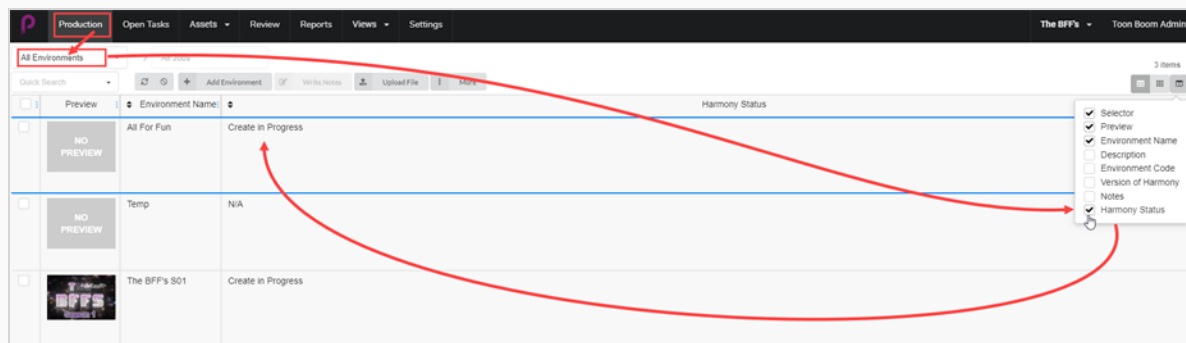 Production Open Tasks Assets Review Reports Views Settings The BFF's Toon Boom Admin
All Environments All Jobs
3 items
Quick Search Add Environment Write Notes Upload File More
Preview Environment Name Harmony Status
NO PREVIEW All For Fun Create in Progress
NO PREVIEW Temp N/A
BFFS The BFF's S01 Create in Progress
Selector
Preview
Environment Name
Description
Environment Code
Version of Harmony
Notes
Harmony Status